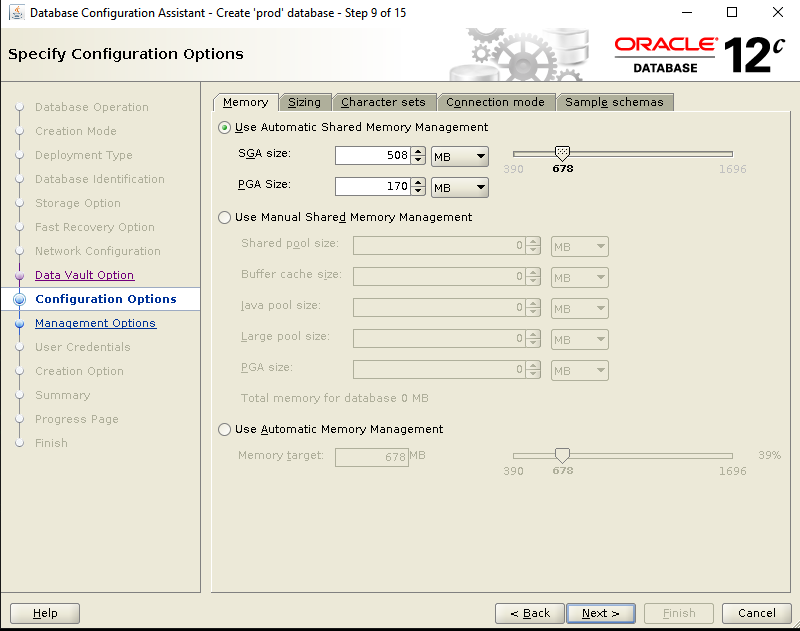 Database Configuration Assistant - Create 'prod' database - Step 9 of 15
Specify Configuration Options
ORACLE®
DATABASE
12c
Database Operation
Creation Mode
Deployment Type
Database Identification
Storage Option
Fast Recovery Option
Network Configuration
Data Vault Option
Configuration Options
Management Options
User Credentials
Creation Option
Summary
Progress Page
Finish
Memory Sizing Character sets Connection mode Sample schemas
Use Automatic Shared Memory Management
SGA size: 508 MB
390 678 1696
PGA Size: 170 MB
Use Manual Shared Memory Management
Shared pool size: 0 MB
Buffer cache size: 0 MB
Java pool size: 0 MB
Large pool size: 0 MB
PGA size: 0 MB
Total memory for database 0 MB
Use Automatic Memory Management
Memory target: 678 MB 39%
390 678 1696
Help < Back Next > Finish Cancel